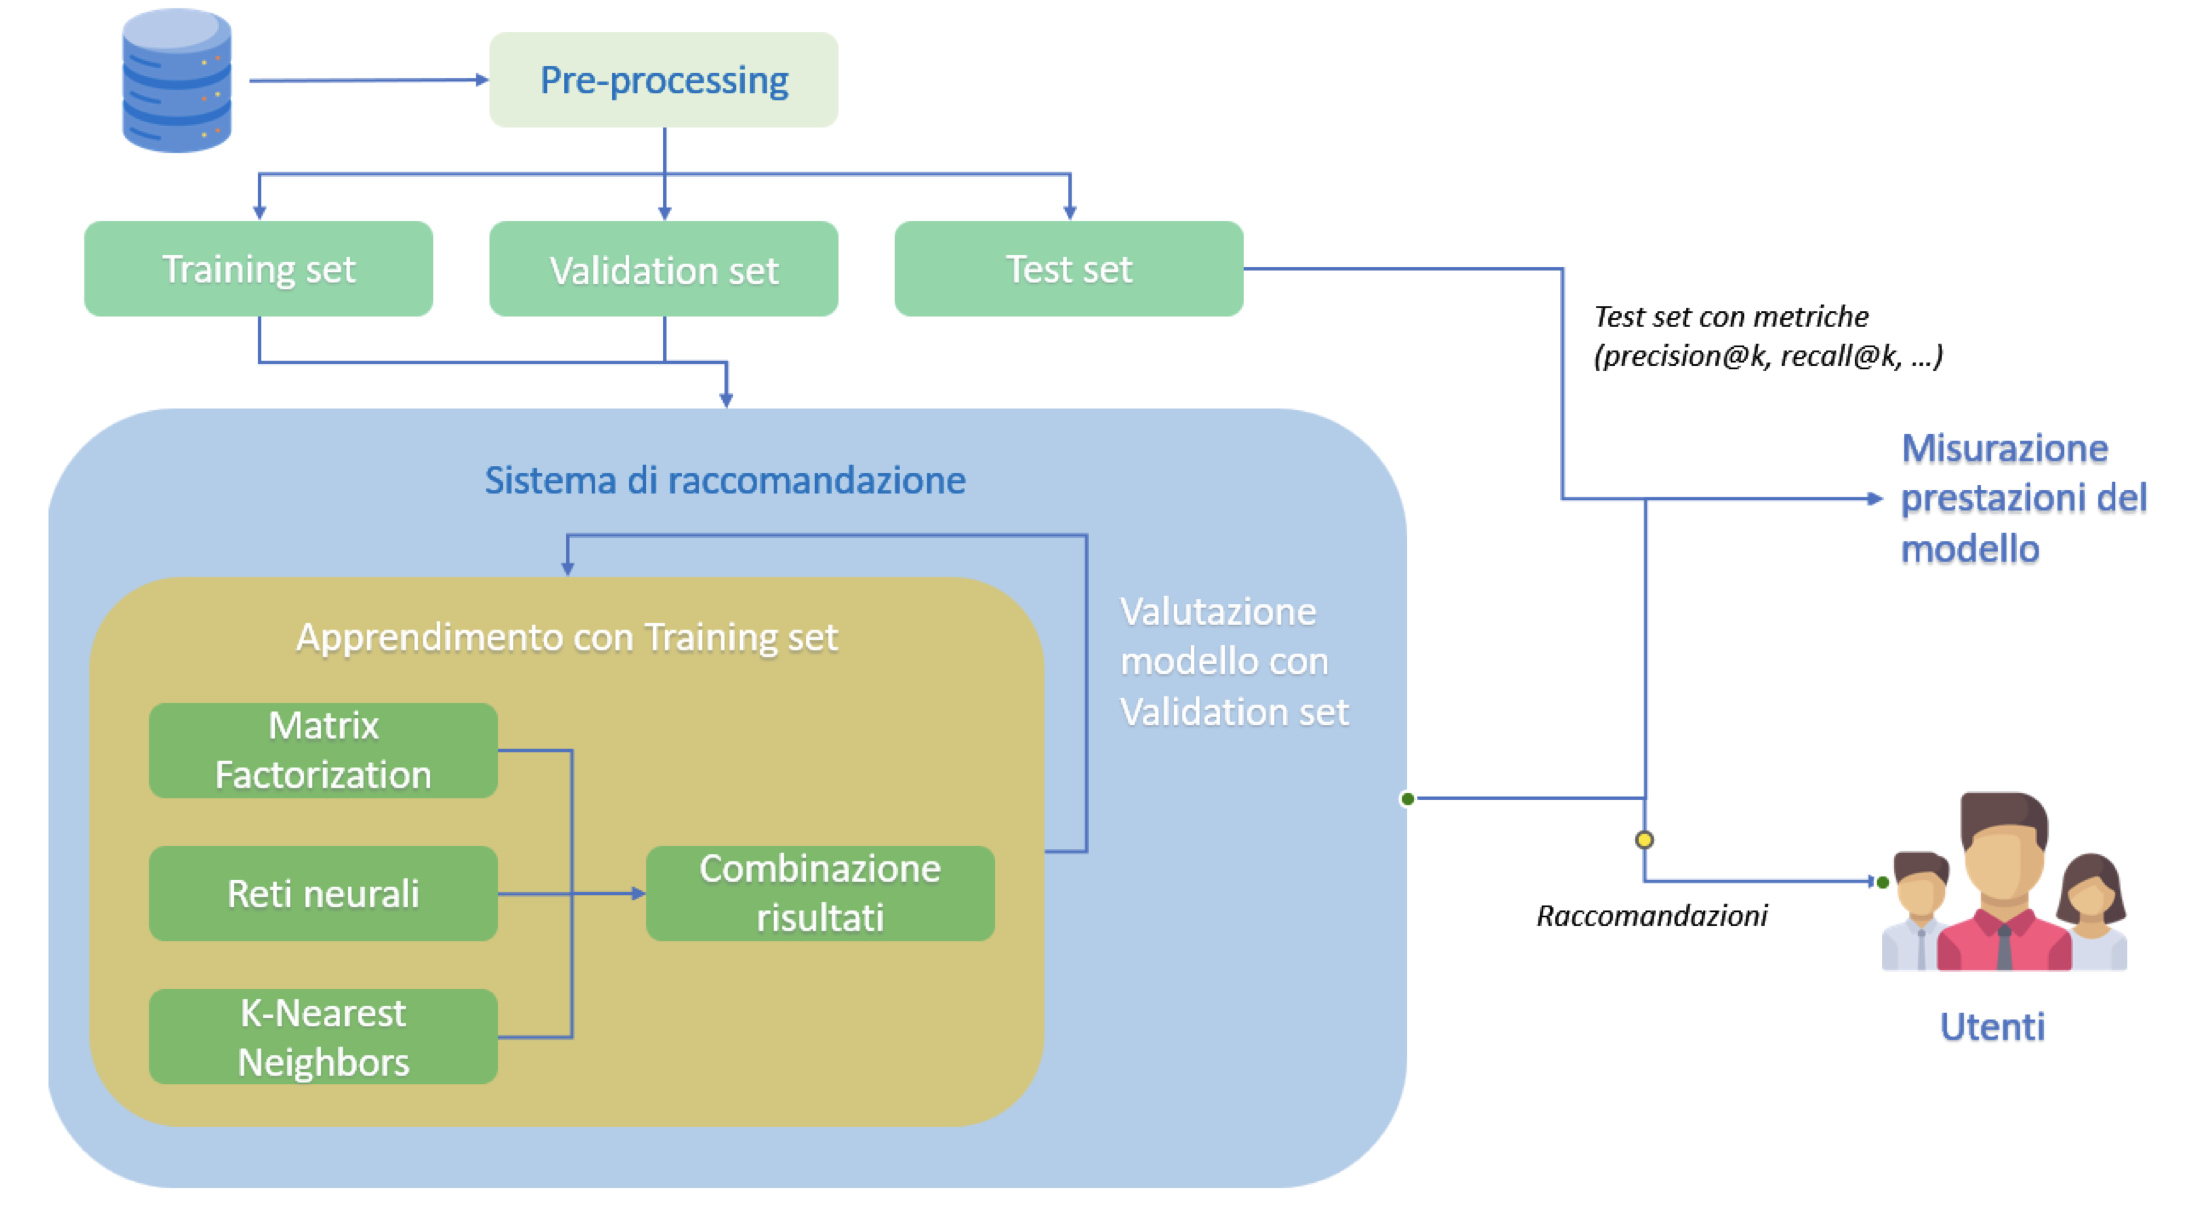 Pre-processing
Training set
Validation set
Test set
Test set con metriche
(precision@k, recall@k, ...)
Misurazione
prestazioni del
modello
Sistema di raccomandazione
Apprendimento con Training set
Valutazione
modello con
Validation set
Matrix
Factorization
Reti neurali
K-Nearest
Neighbors
Combinazione
risultati
Raccomandazioni
Utenti